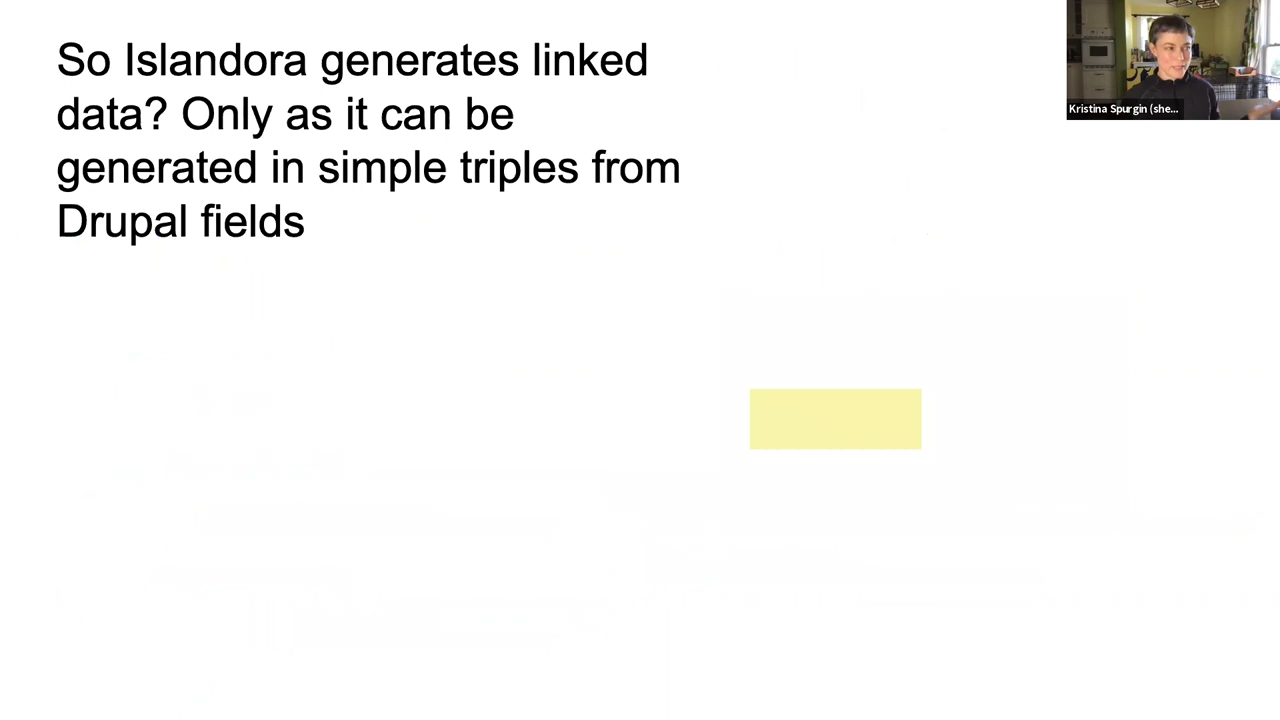 So Islandora generates linked
data? Only as it can be
generated in simple triples from
Drupal fields
Kristina Spurgin (she...